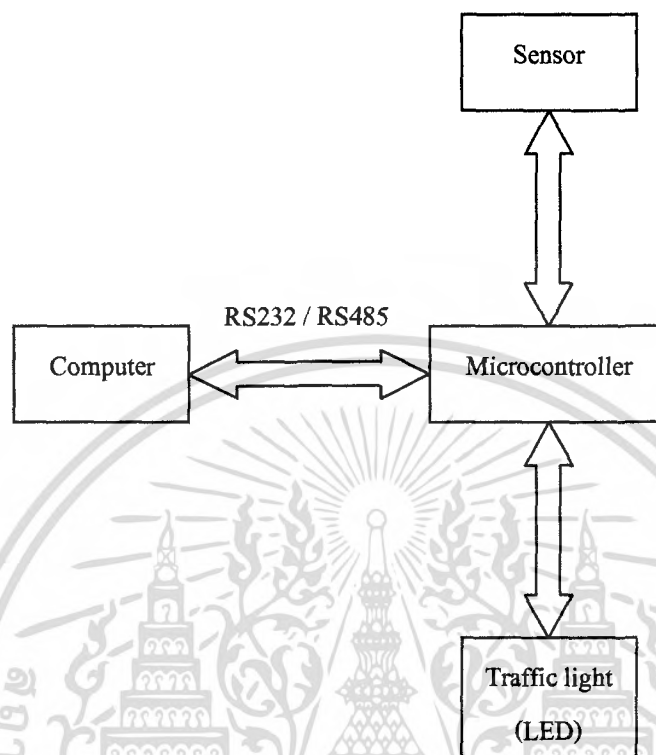 Sensor
RS232 / RS485
Computer
Microcontroller
Traffic light
(LED)